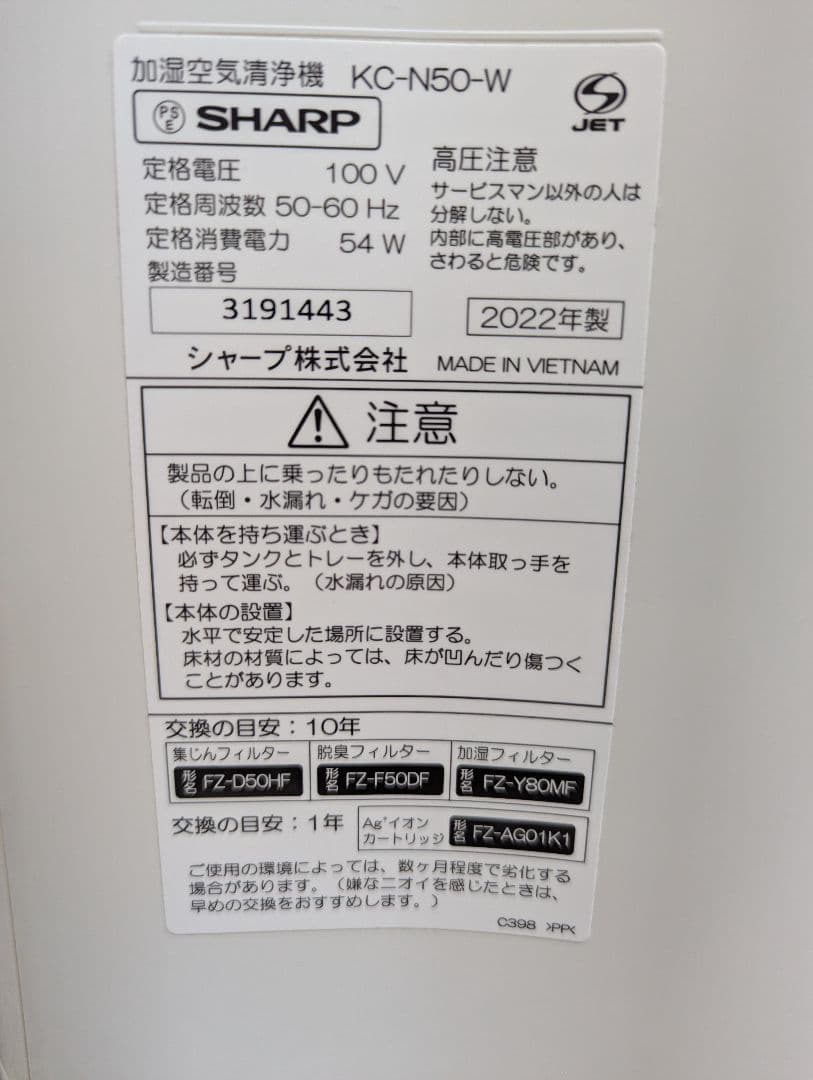 加湿空気清浄機 KC-N50-W
PS
E
SHARP
JET
定格電圧 100 V
定格周波数 50-60 Hz
定格消費電力 54 W
製造番号
3191443
高圧注意
サービスマン以外の人は
分解しない。
内部に高電圧部があり、
さわると危険です。
2022年製
シャープ株式会社 MADE IN VIETNAM
注意
製品の上に乗ったりもたれたりしない。
（転倒・水漏れ・ケガの要因）
【本体を持ち運ぶとき】
必ずタンクとトレーを外し、本体取っ手を
持って運ぶ。（水漏れの原因）
【本体の設置】
水平で安定した場所に設置する。
床材の材質によっては、床が凹んだり傷つく
ことがあります。
交換の目安：10年
集じんフィルター 脱臭フィルター 加湿フィルター
形名 FZ-D50HF 形名 FZ-F50DF 形名 FZ-Y80MF
交換の目安：1年
Ag⁺イオン
カートリッジ
形名 FZ-AG01K1
ご使用の環境によっては、数ヶ月程度で劣化する
場合があります。（嫌なニオイを感じたときは、
早めの交換をおすすめします。）
C398 >PP<